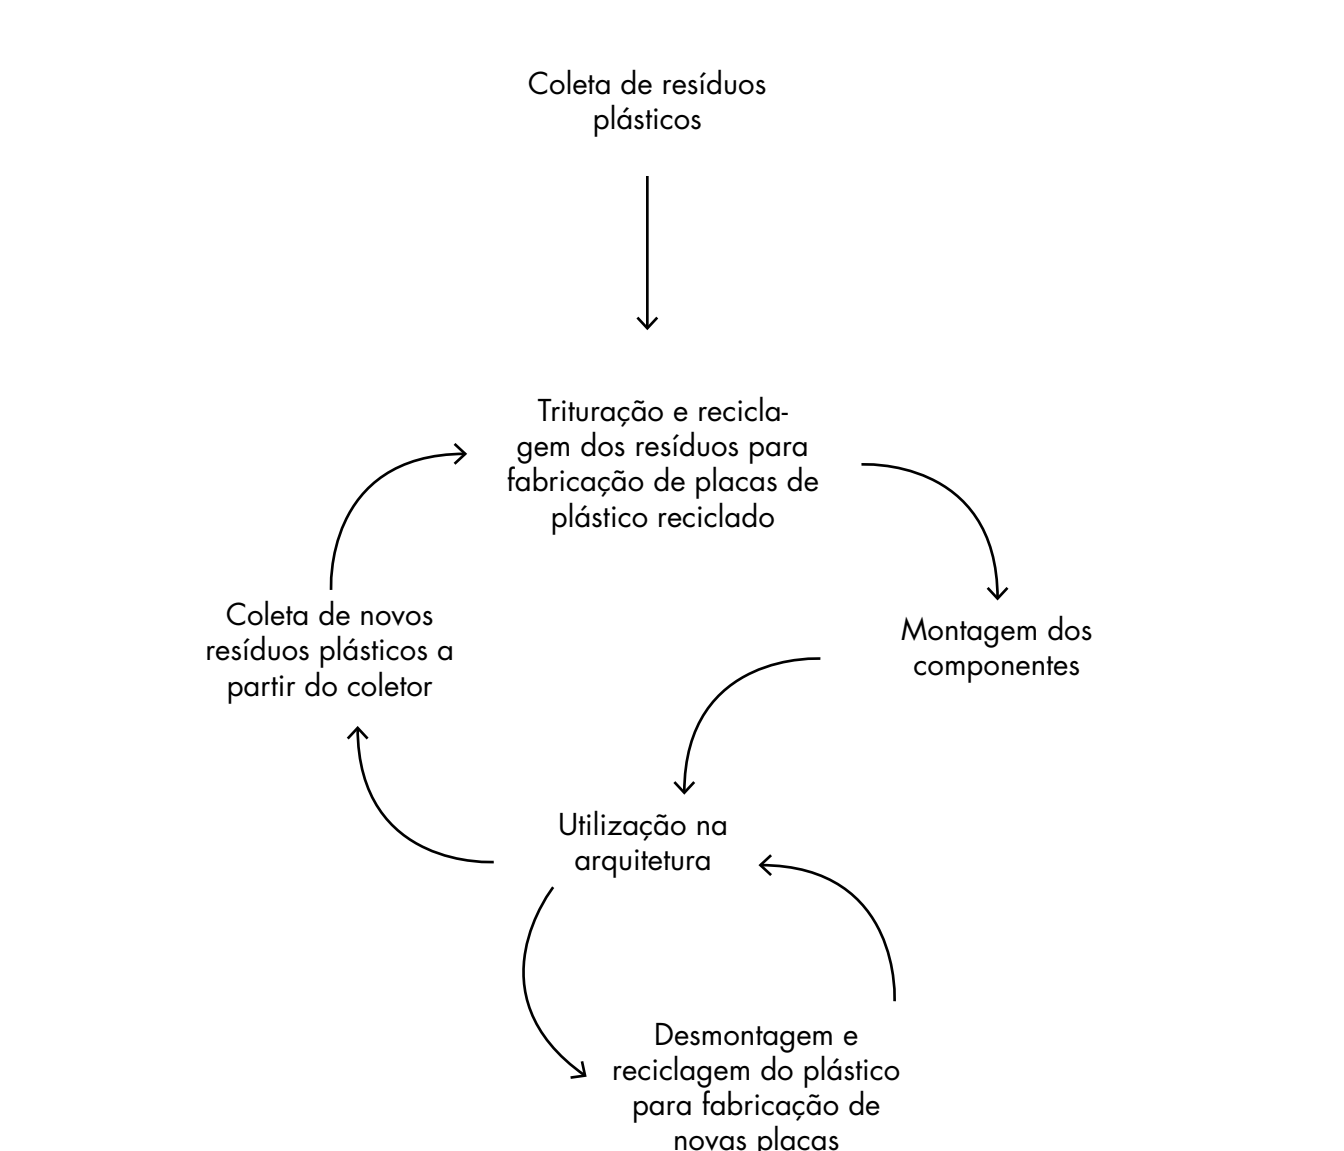 Coleta de resíduos
plásticos
Trituração e recicla-
gem dos resíduos para
fabricação de placas de
plástico reciclado
Coleta de novos
resíduos plásticos a
partir do coletor
Montagem dos
componentes
Utilização na
arquitetura
Desmontagem e
reciclagem do plástico
para fabricação de
novas placas